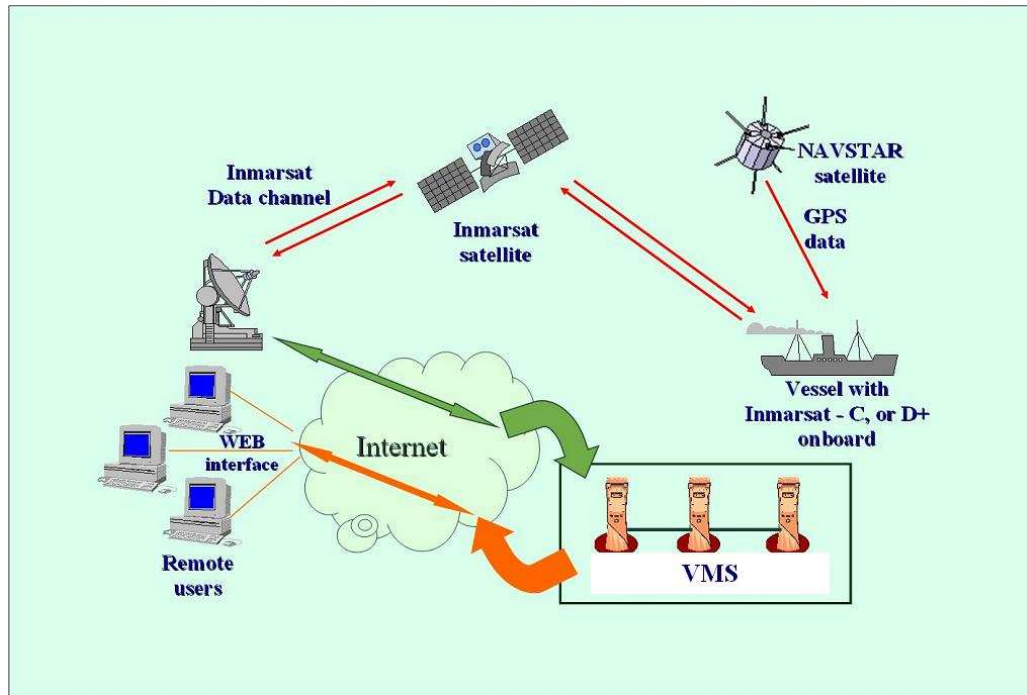 Inmarsat
Data channel
Inmarsat
satellite
NAVSTAR
satellite
GPS
data
Vessel with
Inmarsat - C, or D+
onboard
WEB
interface
Internet
Remote
users
VMS